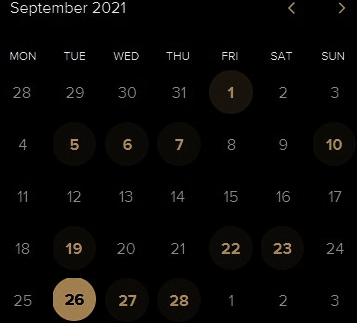 September 2021
MON TUE WED THU FRI SAT SUN
28 29 30 31 1 2 3
4 5 6 7 8 9 10
11 12 13 14 15 16 17
18 19 20 21 22 23 24
25 26 27 28 1 2 3